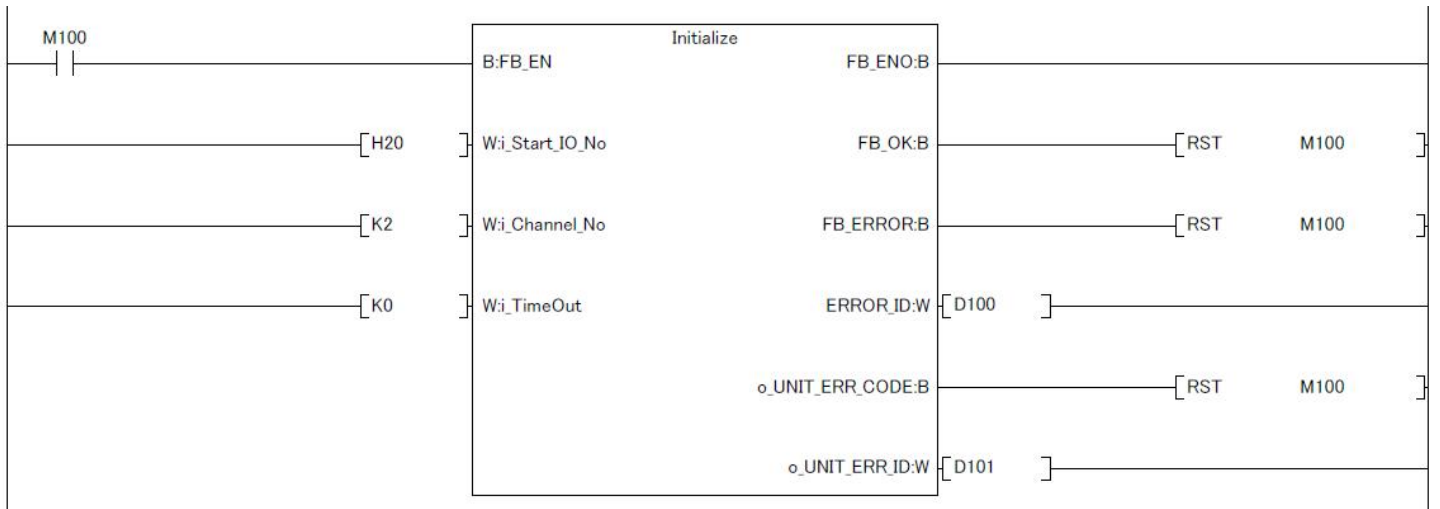 M100
Initialize
B:FB_EN FB_ENO:B
H20 W:i_Start_IO_No FB_OK:B RST M100
K2 W:i_Channel_No FB_ERROR:B RST M100
K0 W:i_TimeOut ERROR_ID:W D100
o_UNIT_ERR_CODE:B RST M100
o_UNIT_ERR_ID:W D101